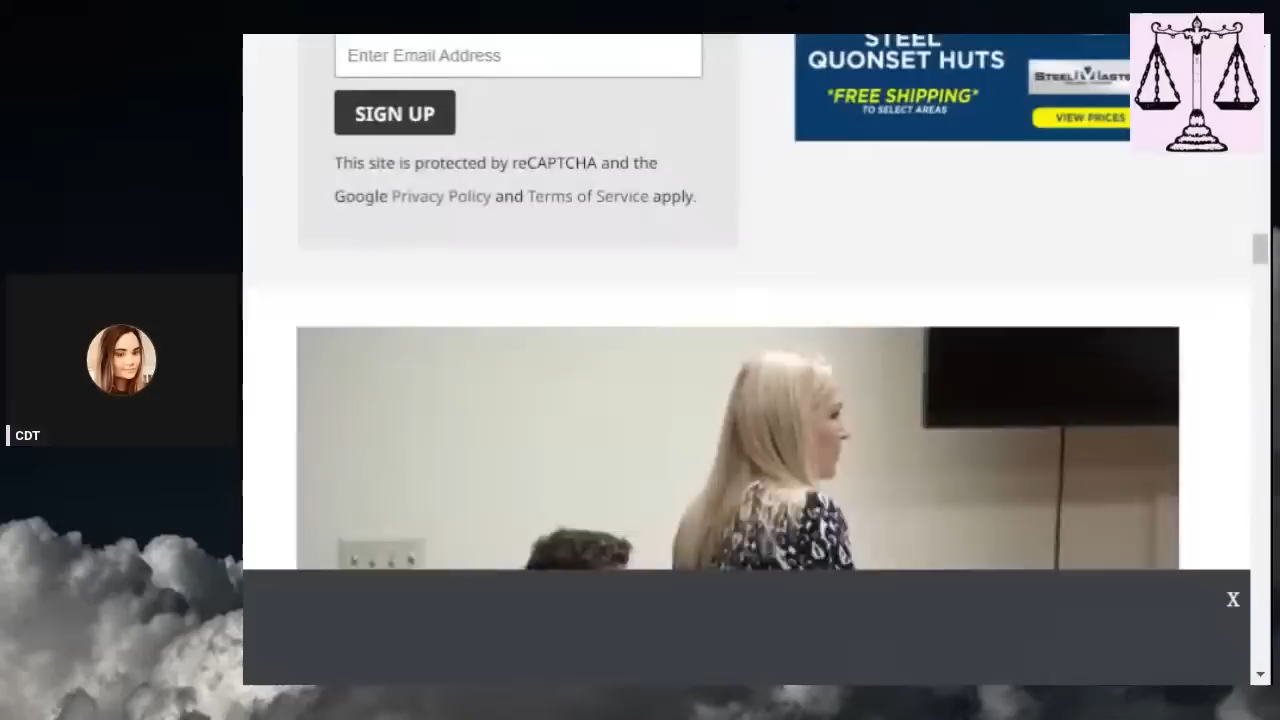 Enter Email Address
SIGN UP
This site is protected by reCAPTCHA and the
Google Privacy Policy and Terms of Service apply.
STEEL
QUONSET HUTS
*FREE SHIPPING*
TO SELECT AREAS
VIEW PRICES
X
CDT